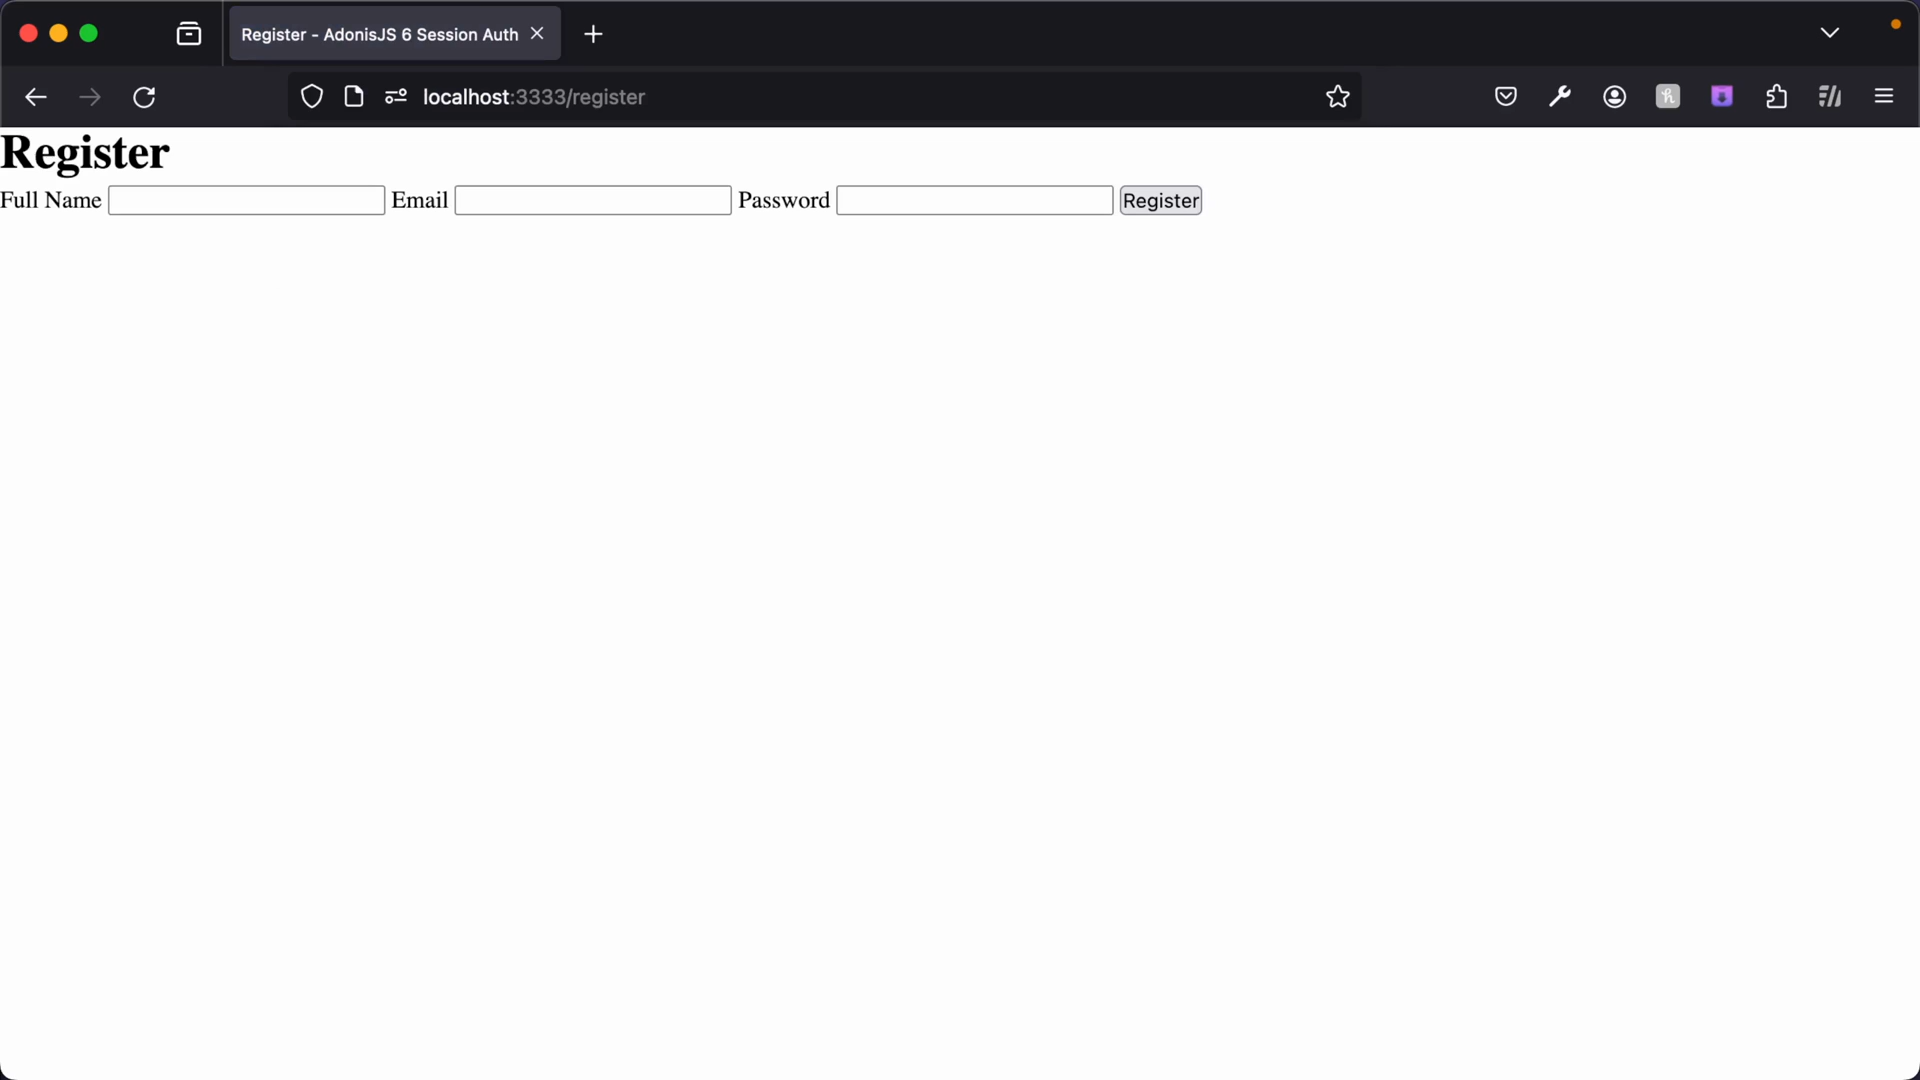 Register - AdonisJS 6 Session Auth
localhost:3333/register
Register
Full Name Email Password Register